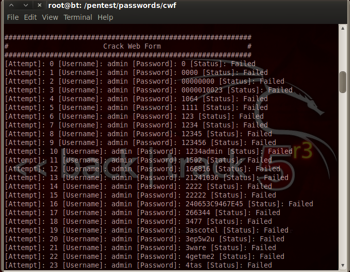 root@bt: /pentest/passwords/cwf
File Edit View Terminal Help
############################################################
# Crack Web Form #
############################################################
[Attempt]: 0 [Username]: admin [Password]: 0 [Status]: Failed
[Attempt]: 1 [Username]: admin [Password]: 0000 [Status]: Failed
[Attempt]: 2 [Username]: admin [Password]: 00000000 [Status]: Failed
[Attempt]: 3 [Username]: admin [Password]: 0000010023 [Status]: Failed
[Attempt]: 4 [Username]: admin [Password]: 1064 [Status]: Failed
[Attempt]: 5 [Username]: admin [Password]: 1111 [Status]: Failed
[Attempt]: 6 [Username]: admin [Password]: 123 [Status]: Failed
[Attempt]: 7 [Username]: admin [Password]: 1234 [Status]: Failed
[Attempt]: 8 [Username]: admin [Password]: 12345 [Status]: Failed
[Attempt]: 9 [Username]: admin [Password]: 123456 [Status]: Failed
[Attempt]: 10 [Username]: admin [Password]: 1234admin [Status]: Failed
[Attempt]: 11 [Username]: admin [Password]: [Status]: Failed
[Attempt]: 12 [Username]: admin [Password]: 166816 [Status]: Failed
[Attempt]: 13 [Username]: admin [Password]: 21241036 [Status]: Failed
[Attempt]: 14 [Username]: admin [Password]: 2222 [Status]: Failed
[Attempt]: 15 [Username]: admin [Password]: 22222 [Status]: Failed
[Attempt]: 16 [Username]: admin [Password]: 240653C9467E45 [Status]: Failed
[Attempt]: 17 [Username]: admin [Password]: 266344 [Status]: Failed
[Attempt]: 18 [Username]: admin [Password]: 3477 [Status]: Failed
[Attempt]: 19 [Username]: admin [Password]: 3ascotel [Status]: Failed
[Attempt]: 20 [Username]: admin [Password]: 3ep5w2u [Status]: Failed
[Attempt]: 21 [Username]: admin [Password]: 3ware [Status]: Failed
[Attempt]: 22 [Username]: admin [Password]: 4getme2 [Status]: Failed
[Attempt]: 23 [Username]: admin [Password]: 4tas [Status]: Failed
<< back | track 5 r3